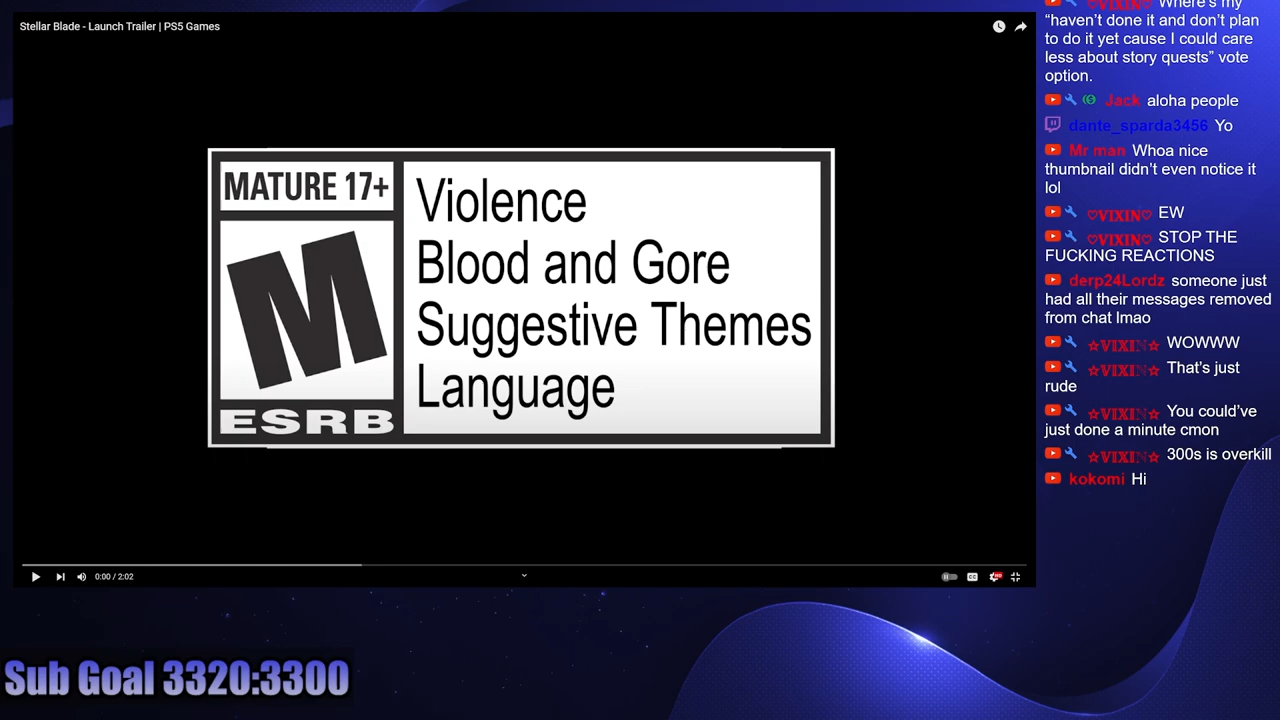 Stellar Blade - Launch Trailer | PS5 Games
MATURE 17+
M
ESRB
Violence
Blood and Gore
Suggestive Themes
Language
0:00 / 2:02
CC
Sub Goal 3320:3300
♡VIXIN♡ Where's my
“haven’t done it and don’t plan
to do it yet cause I could care
less about story quests” vote
option.
Jack aloha people
dante_sparda3456 Yo
Mr man Whoa nice
thumbnail didn’t even notice it
lol
♡VIXIN♡ EW
♡VIXIN♡ STOP THE
FUCKING REACTIONS
derp24Lordz someone just
had all their messages removed
from chat lmao
☆VIXIN☆ WOWWW
☆VIXIN☆ That’s just
rude
☆VIXIN☆ You could’ve
just done a minute cmon
☆VIXIN☆ 300s is overkill
kokomi Hi